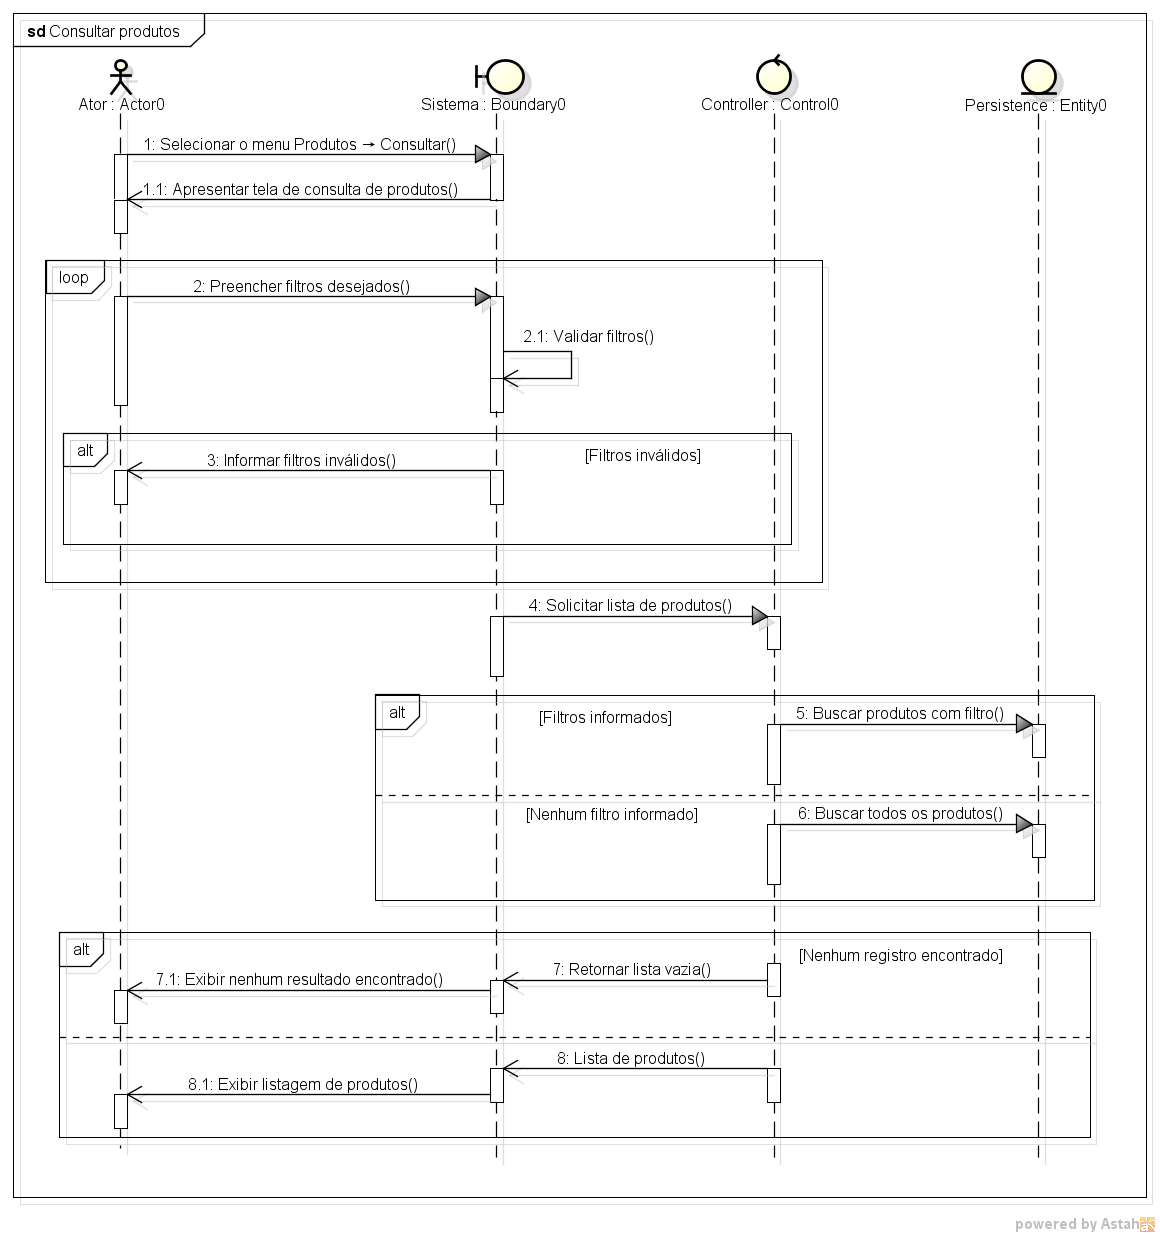 sd Consultar produtos
Ator : Actor0
Sistema : Boundary0
Controller : Control0
Persistence : Entity0
1: Selecionar o menu Produtos → Consultar()
1.1: Apresentar tela de consulta de produtos()
loop
2: Preencher filtros desejados()
2.1: Validar filtros()
alt
[Filtros inválidos]
3: Informar filtros inválidos()
4: Solicitar lista de produtos()
alt
[Filtros informados]
5: Buscar produtos com filtro()
[Nenhum filtro informado]
6: Buscar todos os produtos()
alt
[Nenhum registro encontrado]
7: Retornar lista vazia()
7.1: Exibir nenhum resultado encontrado()
8: Lista de produtos()
8.1: Exibir listagem de produtos()
powered by Astah